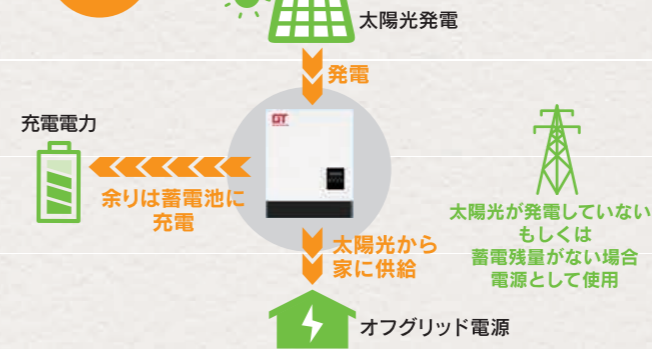 太陽光発電
発電
充電電力
余りは蓄電池に
充電
太陽光が発電していない
もしくは
蓄電残量がない場合
電源として使用
太陽光から
家に供給
オフグリッド電源